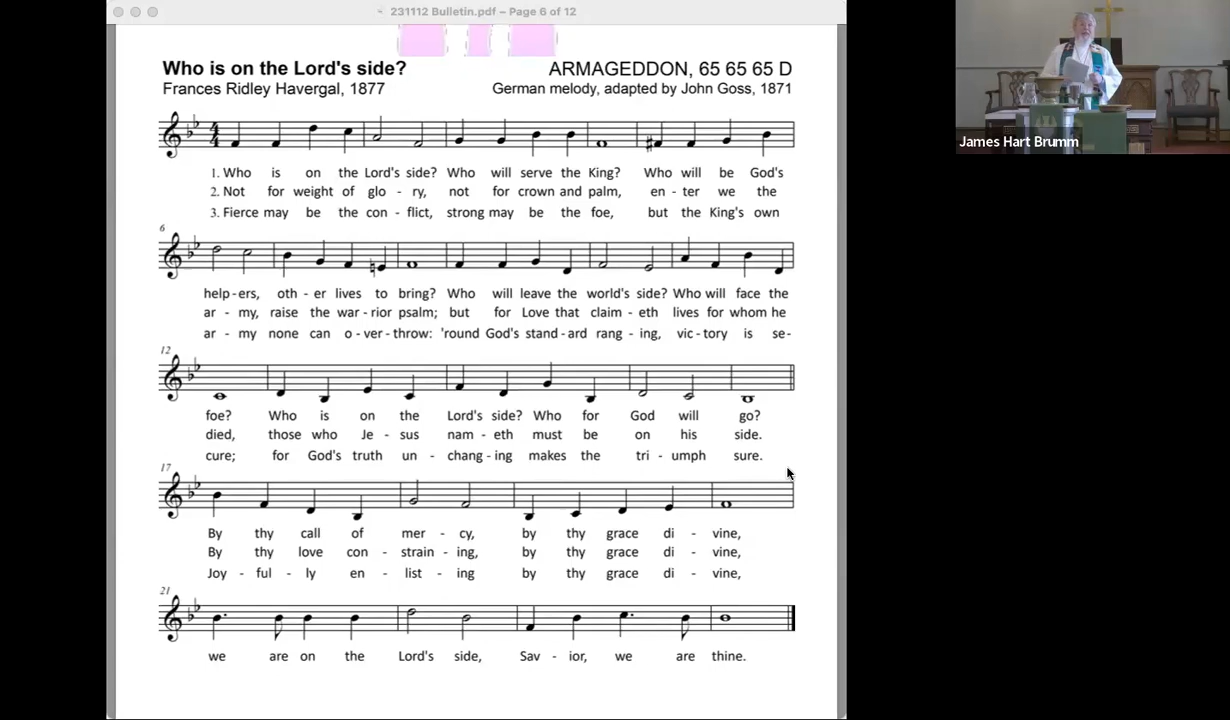 231112 Bulletin.pdf – Page 6 of 12
Who is on the Lord's side?
ARMAGEDDON, 65 65 65 D
Frances Ridley Havergal, 1877
German melody, adapted by John Goss, 1871
James Hart Brumm
4
4
1. Who is on the Lord's side? Who will serve the King? Who will be God's
2. Not for weight of glo - ry, not for crown and palm, en - ter we the
3. Fierce may be the con - flict, strong may be the foe, but the King's own
6
help - ers, oth - er lives to bring? Who will leave the world's side? Who will face the
ar - my, raise the war - rior psalm; but for Love that claim - eth lives for whom he
ar - my none can o - ver - throw: 'round God's stand - ard rang - ing, vic - tory is se-
12
foe? Who is on the Lord's side? Who for God will go?
died, those who Je - sus nam - eth must be on his side.
cure; for God's truth un - chang - ing makes the tri - umph sure.
17
By thy call of mer - cy, by thy grace di - vine,
By thy love con - strain - ing, by thy grace di - vine,
Joy - ful - ly en - list - ing by thy grace di - vine,
21
we are on the Lord's side, Sav - ior, we are thine.